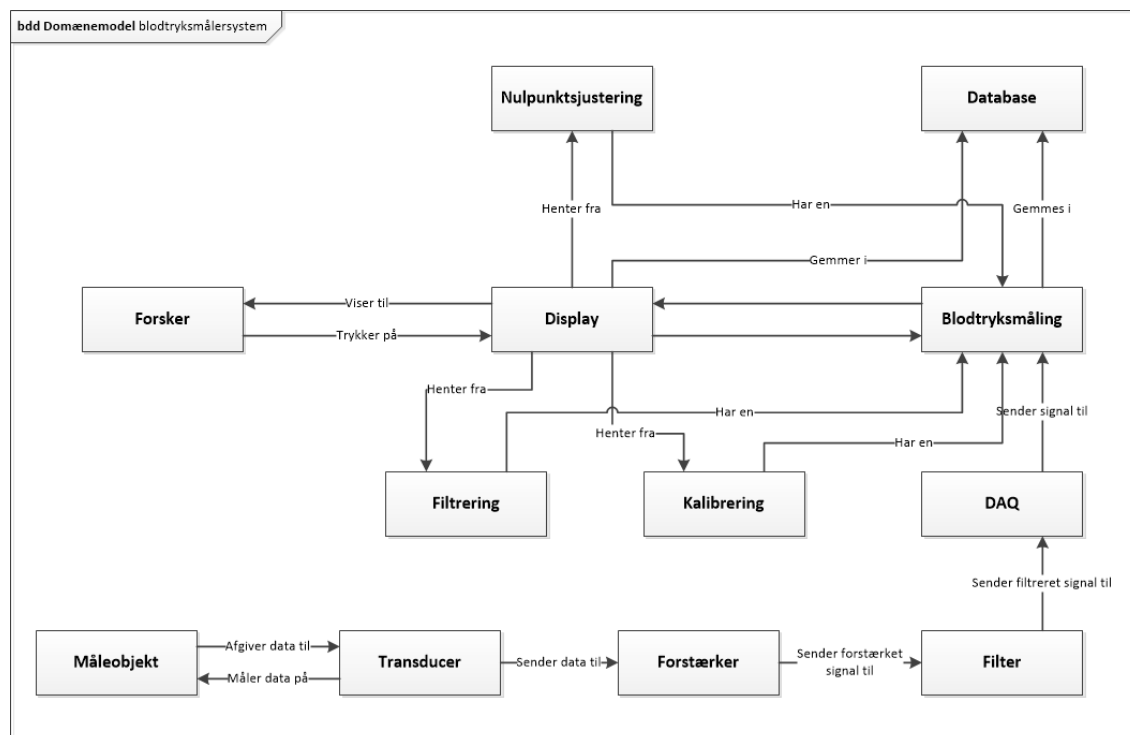 bdd Domænemodel blodtryksmålersystem
Nulpunktsjustering
Database
Henter fra
Har en
Gemmes i
Gemmer i
Forsker
Viser til
Trykker på
Display
Blodtryksmåling
Henter fra
Har en
Sender signal til
Henter fra
Har en
Filtrering
Kalibrering
DAQ
Sender filtreret signal til
Måleobjekt
Afgiver data til
Måler data på
Transducer
Sender data til
Forstærker
Sender forstærket
signal til
Filter